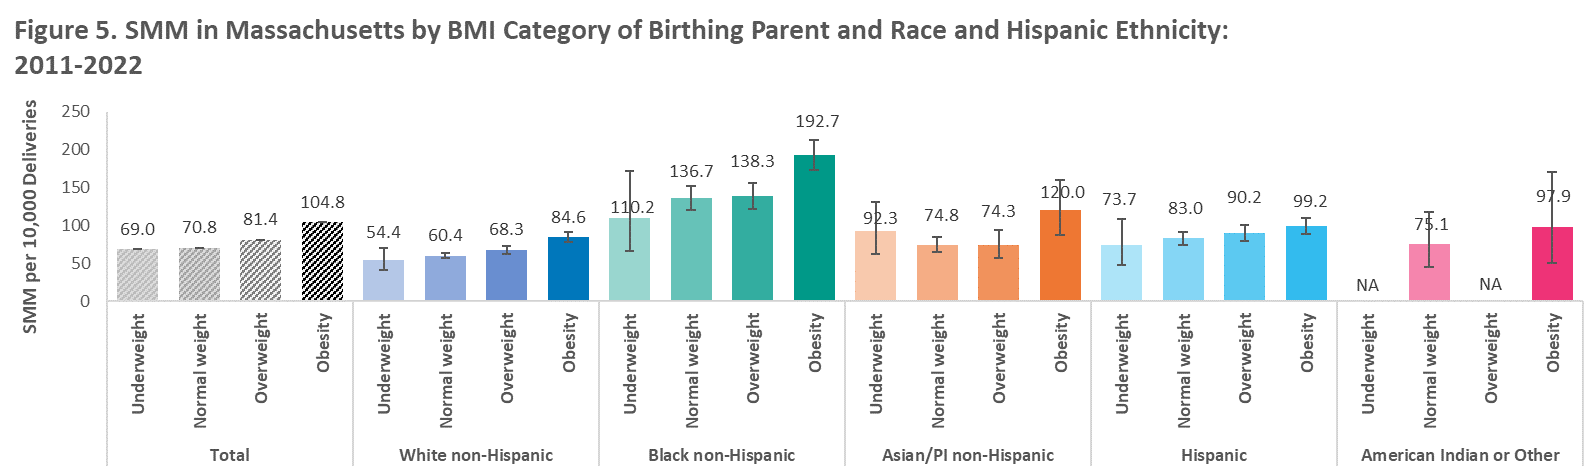 Figure 5. SMM in Massachusetts by BMI Category of Birthing Parent and Race and Hispanic Ethnicity:
2011-2022
SMM per 10,000 Deliveries
250
200
150
100
50
0
69.0 70.8 81.4 104.8
54.4 60.4 68.3 84.6
110.2 136.7 138.3 192.7
92.3 74.8 74.3 120.0
73.7 83.0 90.2 99.2
NA 75.1 NA 97.9
Underweight Normal weight Overweight Obesity
Underweight Normal weight Overweight Obesity
Underweight Normal weight Overweight Obesity
Underweight Normal weight Overweight Obesity
Underweight Normal weight Overweight Obesity
Underweight Normal weight Overweight Obesity
Total White non-Hispanic Black non-Hispanic Asian/PI non-Hispanic Hispanic American Indian or Other